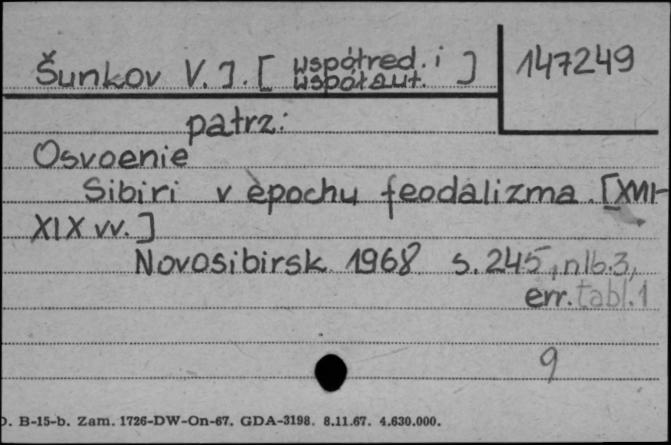 Šunkov V. I. [ współred. i współaut. ] 147249
patrz:
Osvoenie
Sibiri v èpochu feodalizma. [XVII-
XIX vv. ]
Novosibirsk 1968 s. 245, nlb. 3,
err. tabl. 1
9
D. B-15-b. Zam. 1726-DW-On-67. GDA-3198. 8.11.67. 4.630.000.